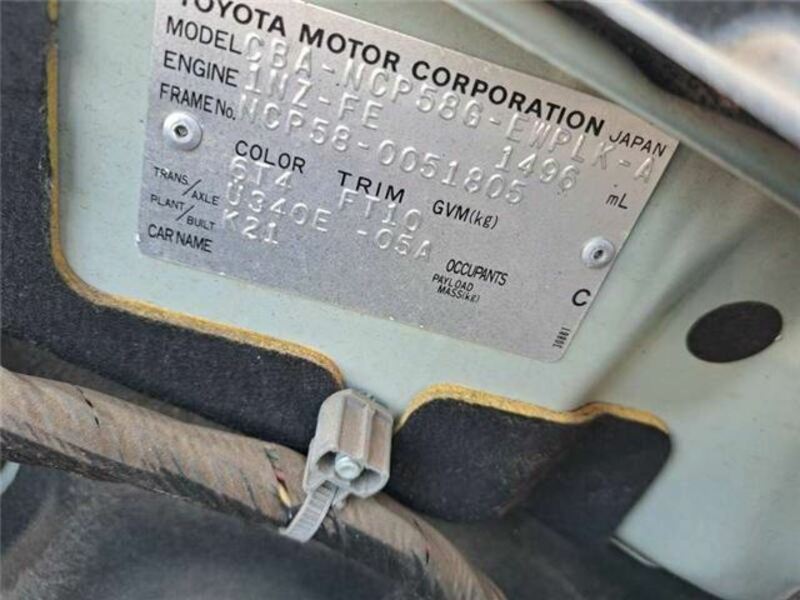 TOYOTA MOTOR CORPORATION JAPAN
MODEL CBA-NCP58G-EWPLK-A
ENGINE 1NZ-FE 1496 mL
FRAME No. NCP58-0051805
COLOR TRIM GVM(kg)
6T4 FT10
TRANS/AXLE U340E -05A
PLANT/BUILT K21
CAR NAME
OCCUPANTS
PAYLOAD
MASS(kg)
C